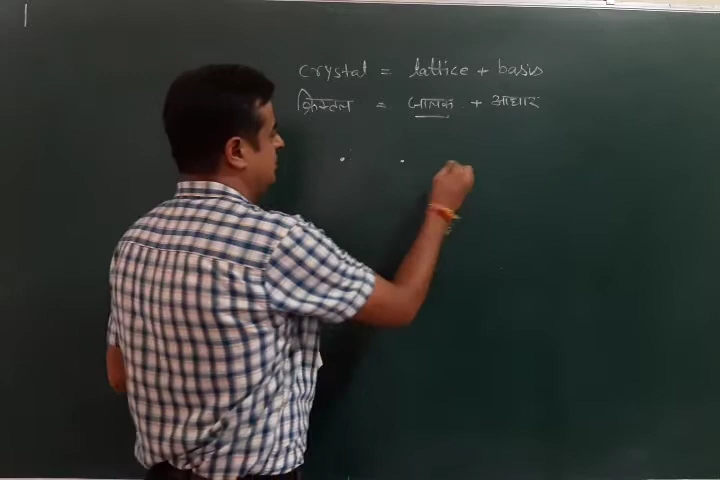 crystal = lattice + basis
क्रिस्टल = जालक + आधार